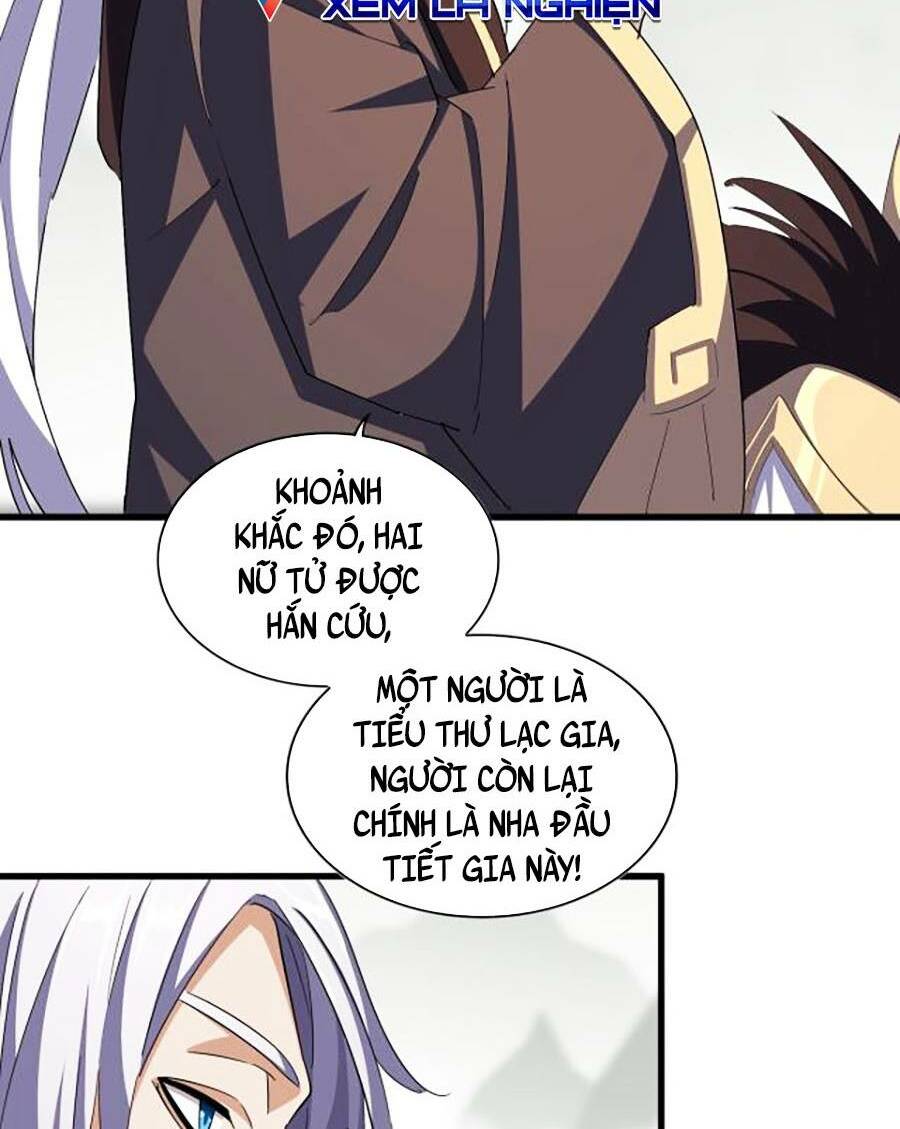 XEM LÀ NGHIỆN
KHOẢNH
KHẮC ĐÓ, HAI
NỮ TỬ ĐƯỢC
HẮN CỨU,
MỘT NGƯỜI LÀ
TIỂU THƯ LẠC GIA,
NGƯỜI CÒN LẠI
CHÍNH LÀ NHA ĐẦU
TIẾT GIA NÀY!